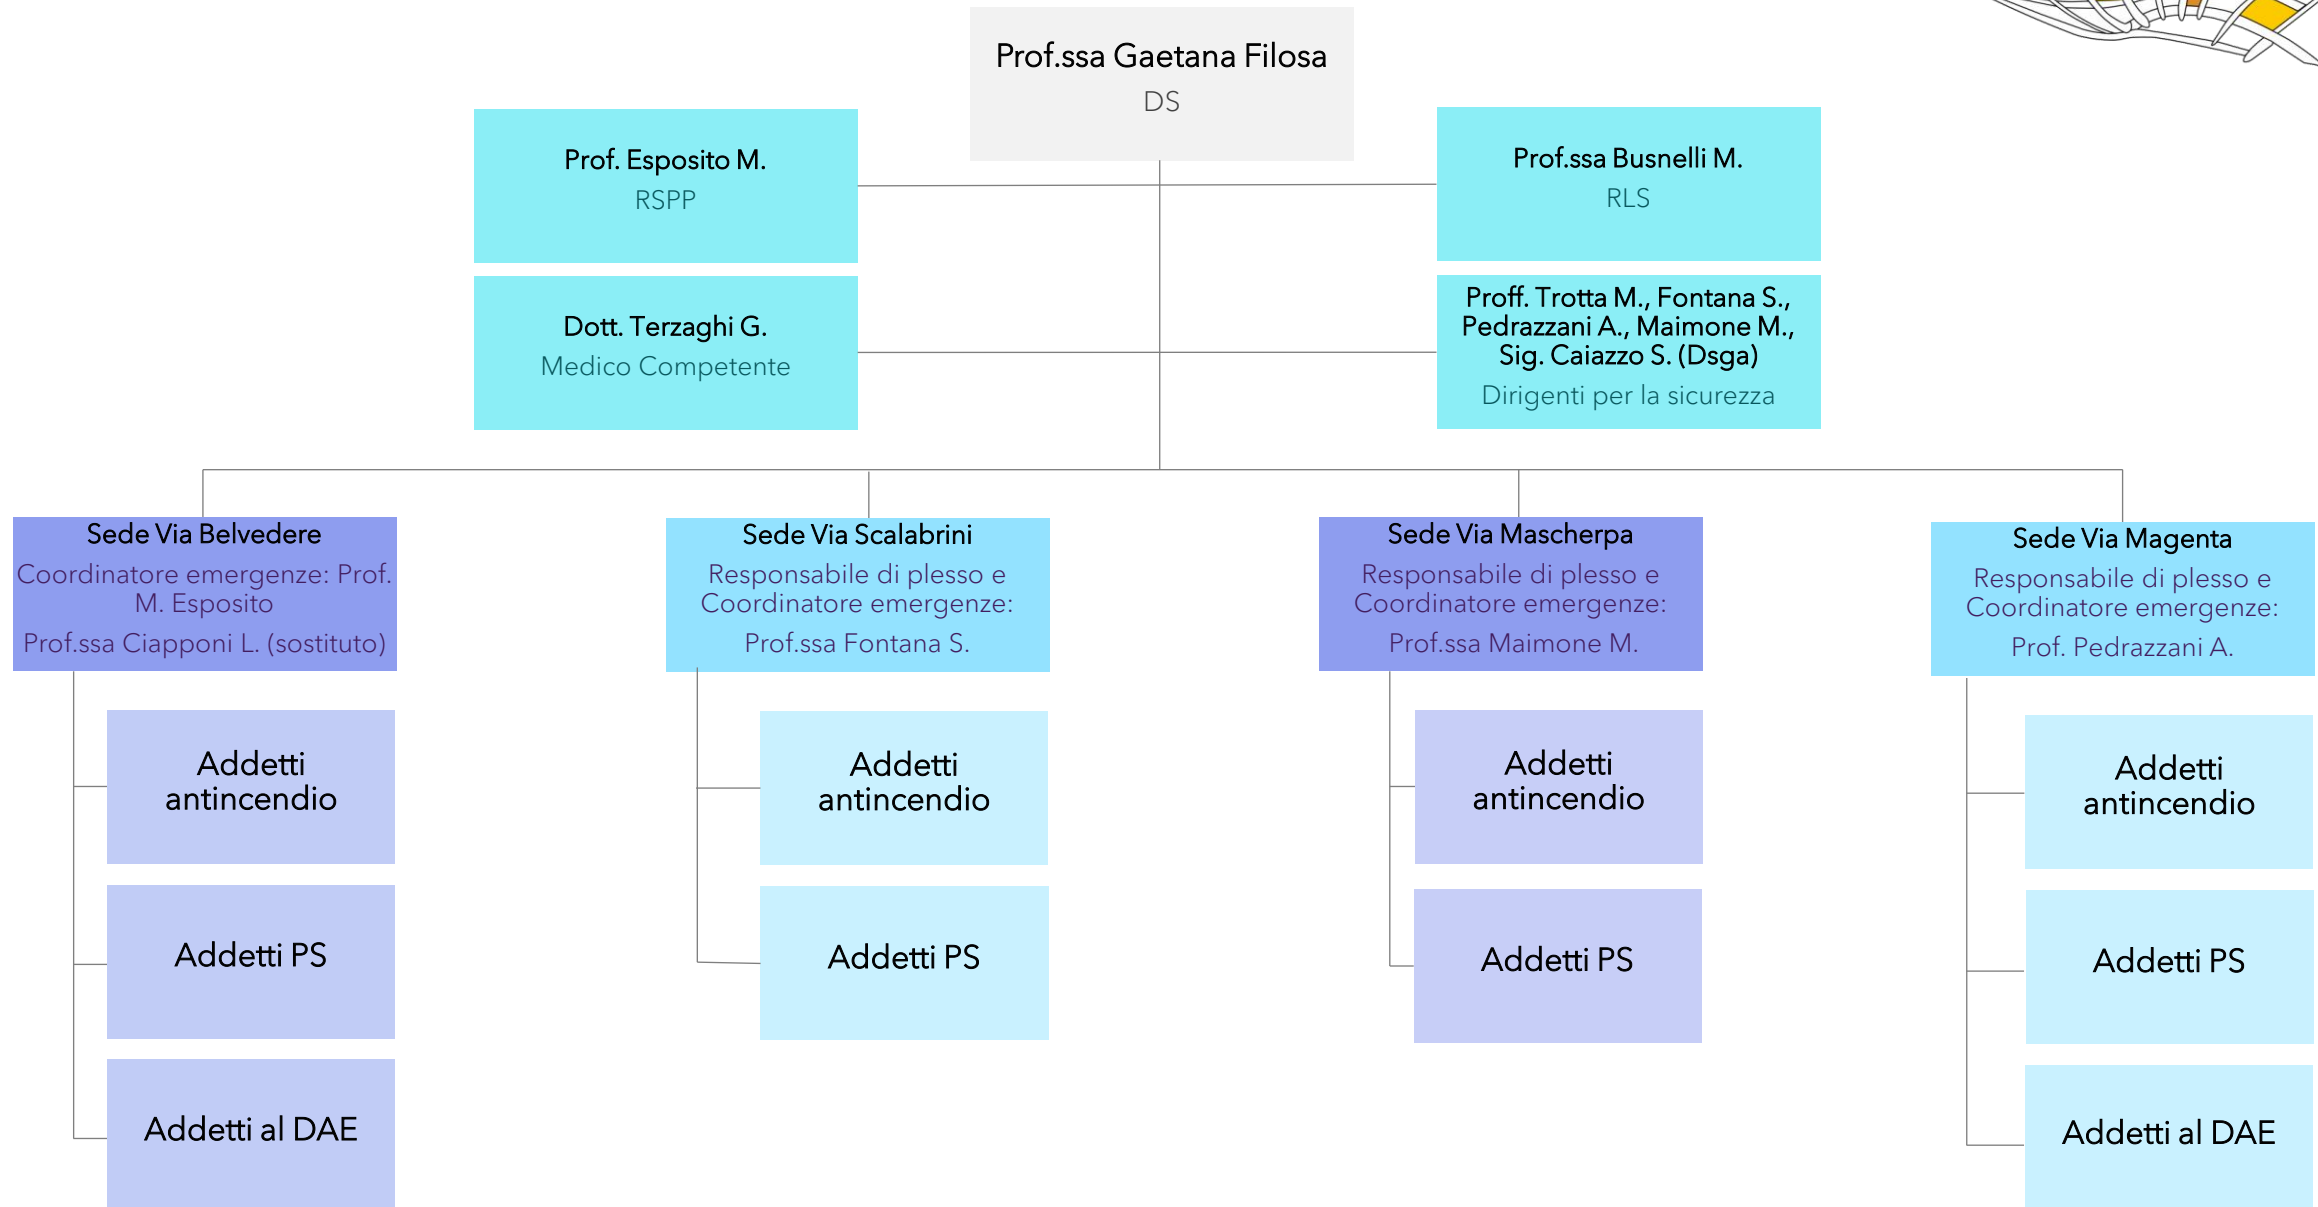 Prof.ssa Gaetana Filosa
DS
Prof. Esposito M.
RSPP
Prof.ssa Busnelli M.
RLS
Dott. Terzaghi G.
Medico Competente
Proff. Trotta M., Fontana S.,
Pedrazzani A., Maimone M.,
Sig. Caiazzo S. (Dsga)
Dirigenti per la sicurezza
Sede Via Belvedere
Coordinatore emergenze: Prof.
M. Esposito
Prof.ssa Ciapponi L. (sostituto)
Addetti
antincendio
Addetti PS
Addetti al DAE
Sede Via Scalabrini
Responsabile di plesso e
Coordinatore emergenze:
Prof.ssa Fontana S.
Addetti
antincendio
Addetti PS
Sede Via Mascherpa
Responsabile di plesso e
Coordinatore emergenze:
Prof.ssa Maimone M.
Addetti
antincendio
Addetti PS
Sede Via Magenta
Responsabile di plesso e
Coordinatore emergenze:
Prof. Pedrazzani A.
Addetti
antincendio
Addetti PS
Addetti al DAE